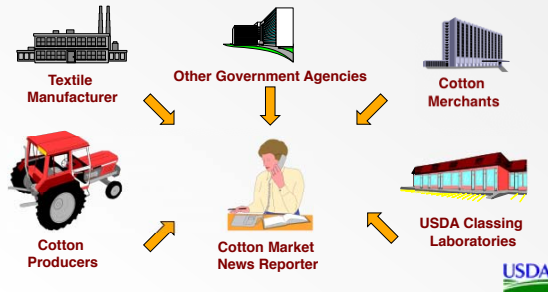 Textile
Manufacturer
Other Government Agencies
Cotton
Merchants
Cotton
Producers
Cotton Market
News Reporter
USDA Classing
Laboratories
USDA